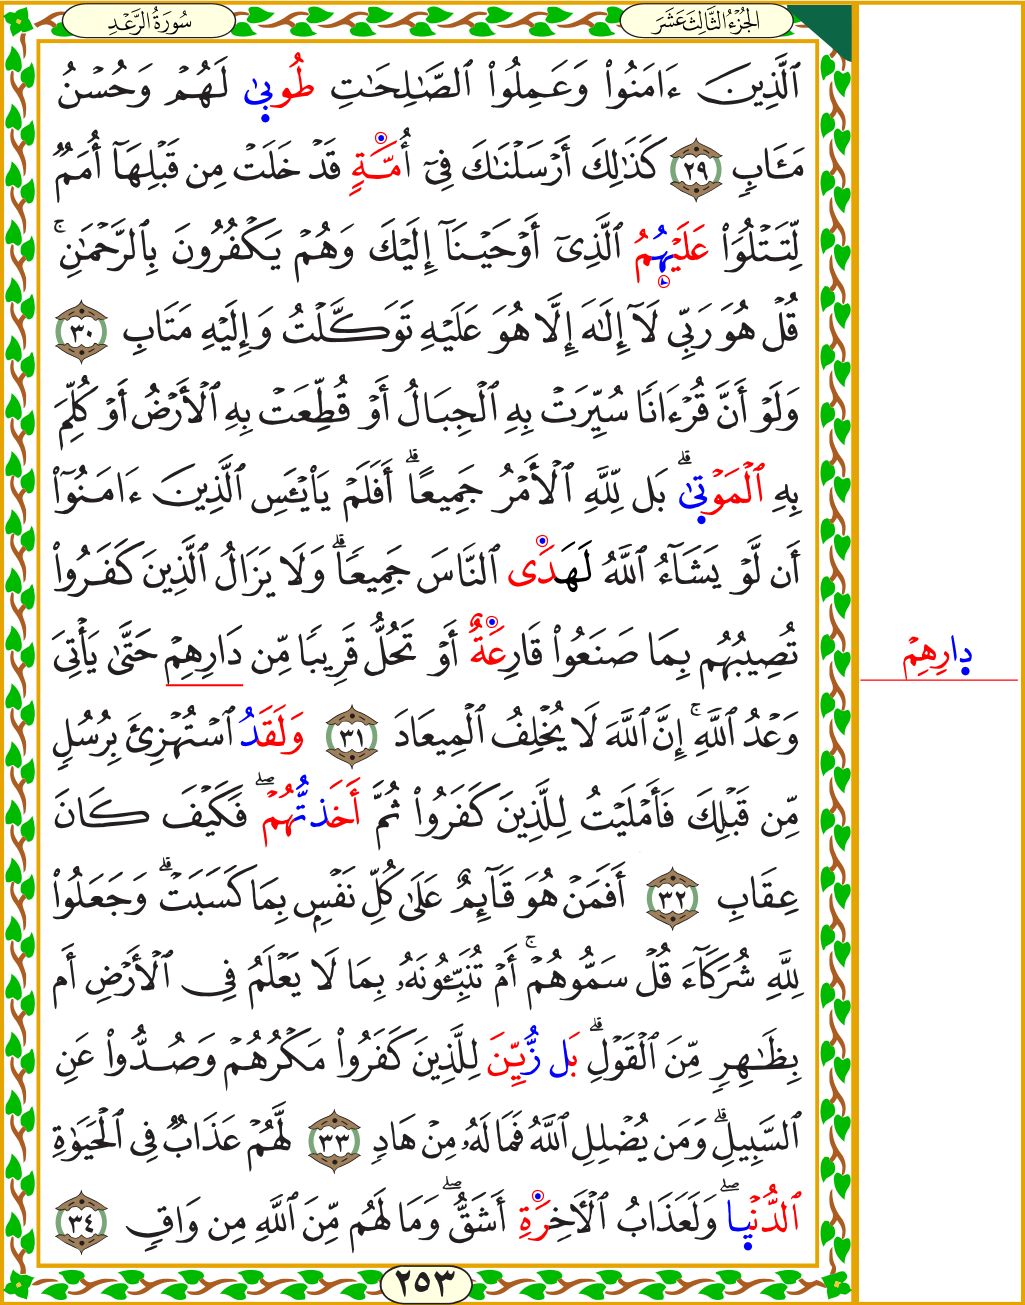 سُورَةُ الرَّعْدِ
الجُزْءُ الثَّالِثَ عَشَرَ
ٱلَّذِينَ ءَامَنُوا۟ وَعَمِلُوا۟ ٱلصَّـٰلِحَـٰتِ طُوبَىٰ لَهُمْ وَحُسْنُ
مَـَٔابٍ ٢٩ كَذَٰلِكَ أَرْسَلْنَـٰكَ فِىٓ أُمَّةٍ قَدْ خَلَتْ مِن قَبْلِهَآ أُمَمٌ
لِّتَتْلُوَا۟ عَلَيْهِمُ ٱلَّذِىٓ أَوْحَيْنَآ إِلَيْكَ وَهُمْ يَكْفُرُونَ بِٱلرَّحْمَـٰنِ ۚ
قُلْ هُوَ رَبِّى لَآ إِلَـٰهَ إِلَّا هُوَ عَلَيْهِ تَوَكَّلْتُ وَإِلَيْهِ مَتَابِ ٣٠
وَلَوْ أَنَّ قُرْءَانًا سُيِّرَتْ بِهِ ٱلْجِبَالُ أَوْ قُطِّعَتْ بِهِ ٱلْأَرْضُ أَوْ كُلِّمَ
بِهِ ٱلْمَوْتَىٰ ۗ بَل لِّلَّهِ ٱلْأَمْرُ جَمِيعًا ۗ أَفَلَمْ يَا۟يْـَٔسِ ٱلَّذِينَ ءَامَنُوٓا۟
أَن لَّوْ يَشَآءُ ٱللَّهُ لَهَدَى ٱلنَّاسَ جَمِيعًا ۗ وَلَا يَزَالُ ٱلَّذِينَ كَفَرُوا۟
تُصِيبُهُم بِمَا صَنَعُوا۟ قَارِعَةٌ أَوْ تَحُلُّ قَرِيبًا مِّن دَارِهِمْ حَتَّىٰ يَأْتِىَ
دِارِهِمْ
وَعْدُ ٱللَّهِ ۚ إِنَّ ٱللَّهَ لَا يُخْلِفُ ٱلْمِيعَادَ ٣١ وَلَقَدُ ٱسْتُهْزِئَ بِرُسُلٍ
مِّن قَبْلِكَ فَأَمْلَيْتُ لِلَّذِينَ كَفَرُوا۟ ثُمَّ أَخَذتُّهُمْ ۖ فَكَيْفَ كَانَ
عِقَابِ ٣٢ أَفَمَنْ هُوَ قَآئِمٌ عَلَىٰ كُلِّ نَفْسٍ بِمَا كَسَبَتْ ۗ وَجَعَلُوا۟
لِلَّهِ شُرَكَآءَ قُلْ سَمُّوهُمْ ۚ أَمْ تُنَبِّـُٔونَهُۥ بِمَا لَا يَعْلَمُ فِى ٱلْأَرْضِ أَم
بِظَـٰهِرٍ مِّنَ ٱلْقَوْلِ ۗ بَل زُّيِّنَ لِلَّذِينَ كَفَرُوا۟ مَكْرُهُمْ وَصُدُّوا۟ عَنِ
ٱلسَّبِيلِ ۗ وَمَن يُضْلِلِ ٱللَّهُ فَمَا لَهُۥ مِنْ هَادٍ ٣٣ لَّهُمْ عَذَابٌ فِى ٱلْحَيَوٰةِ
ٱلدُّنْيَا ۖ وَلَعَذَابُ ٱلْـَٔاخِرَةِ أَشَقُّ ۖ وَمَا لَهُم مِّنَ ٱللَّهِ مِن وَاقٍ ٣٤
٢٥٣